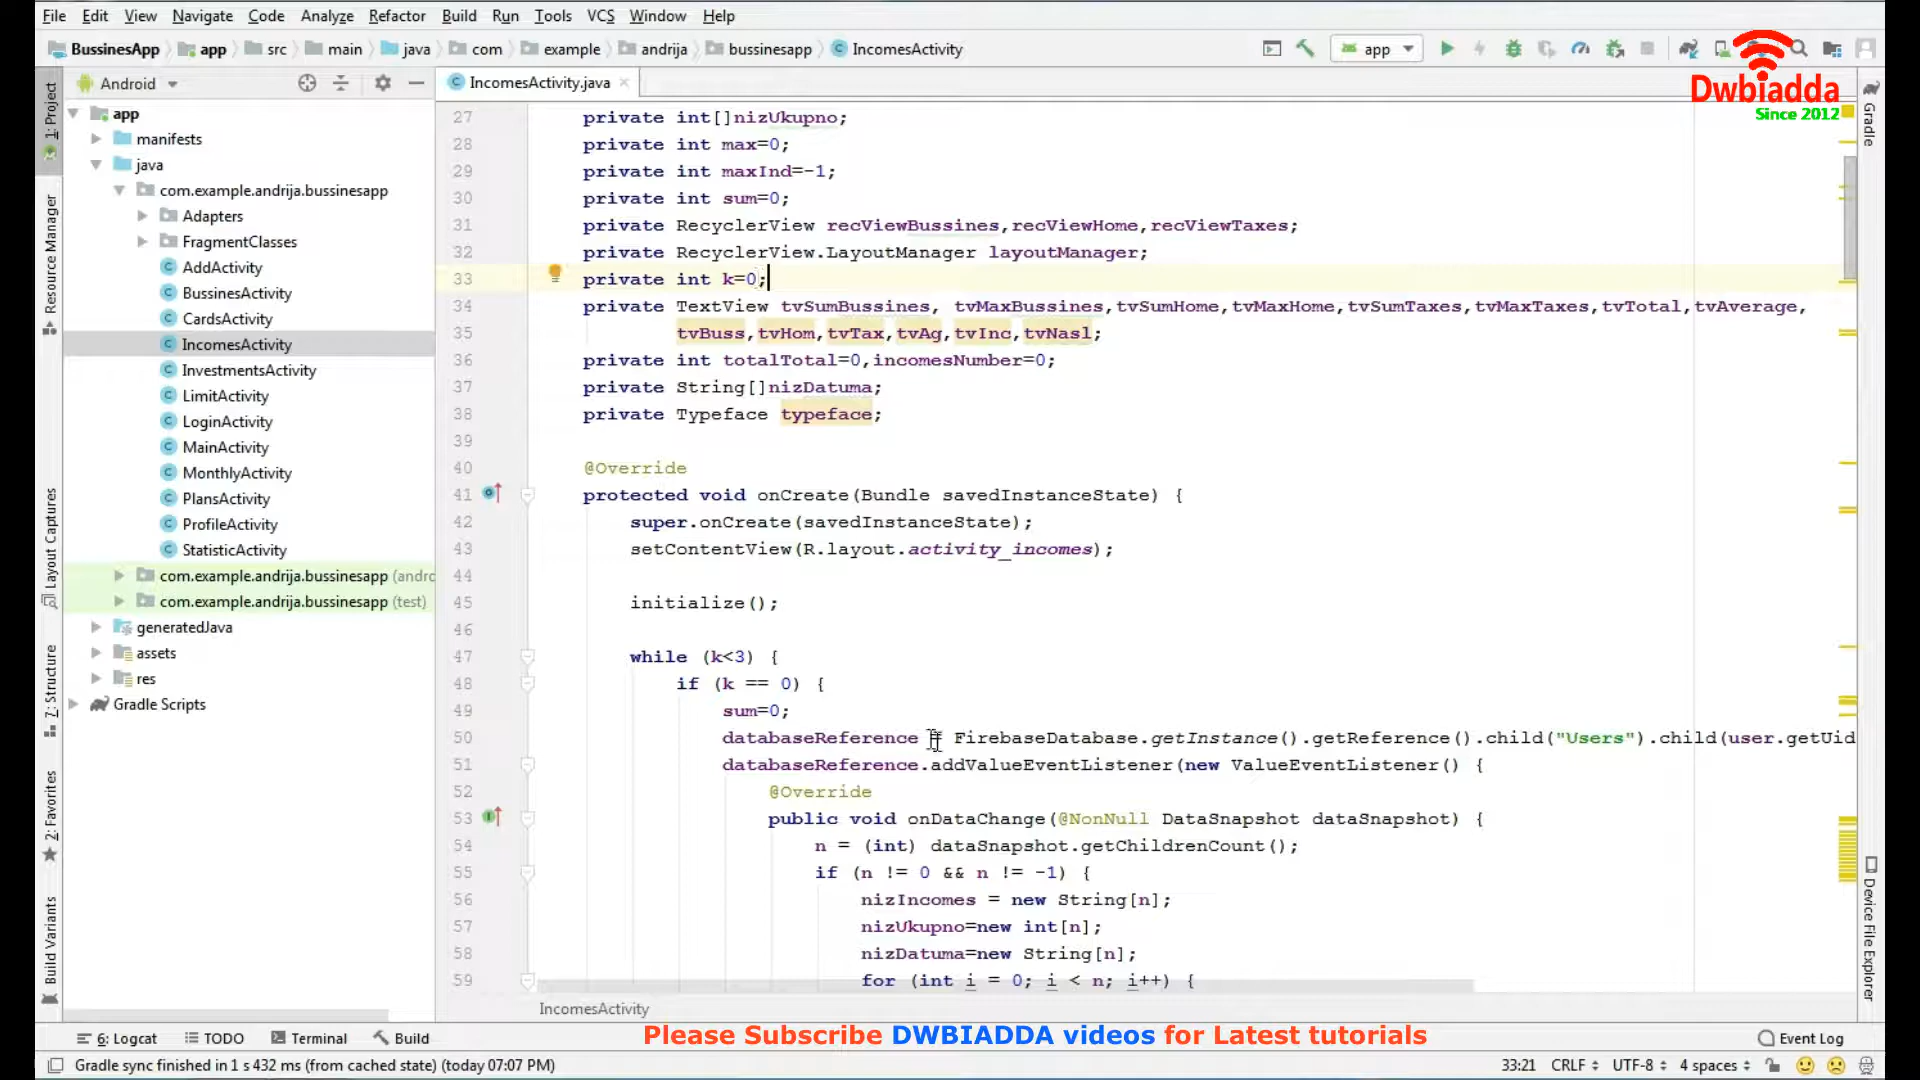 File Edit View Navigate Code Analyze Refactor Build Run Tools VCS Window Help
BussinesApp app src main java com example andrija bussinesapp IncomesActivity app
Dwbiadda
Since 2012
Android
IncomesActivity.java
1: Project
Resource Manager
Layout Captures
7: Structure
2: Favorites
Build Variants
app
manifests
java
com.example.andrija.bussinesapp
Adapters
FragmentClasses
AddActivity
BussinesActivity
CardsActivity
IncomesActivity
InvestmentsActivity
LimitActivity
LoginActivity
MainActivity
MonthlyActivity
PlansActivity
ProfileActivity
StatisticActivity
com.example.andrija.bussinesapp (andro
com.example.andrija.bussinesapp (test)
generatedJava
assets
res
Gradle Scripts
27 private int[]nizUkupno;
28 private int max=0;
29 private int maxInd=-1;
30 private int sum=0;
31 private RecyclerView recViewBussines,recViewHome,recViewTaxes;
32 private RecyclerView.LayoutManager layoutManager;
33 private int k=0;
34 private TextView tvSumBussines, tvMaxBussines,tvSumHome,tvMaxHome,tvSumTaxes,tvMaxTaxes,tvTotal,tvAverage,
35 tvBuss,tvHom,tvTax,tvAg,tvInc,tvNasl;
36 private int totalTotal=0,incomesNumber=0;
37 private String[]nizDatuma;
38 private Typeface typeface;
39
40 @Override
41 protected void onCreate(Bundle savedInstanceState) {
42 super.onCreate(savedInstanceState);
43 setContentView(R.layout.activity_incomes);
44
45 initialize();
46
47 while (k<3) {
48 if (k == 0) {
49 sum=0;
50 databaseReference = FirebaseDatabase.getInstance().getReference().child("Users").child(user.getUid
51 databaseReference.addValueEventListener(new ValueEventListener() {
52 @Override
53 public void onDataChange(@NonNull DataSnapshot dataSnapshot) {
54 n = (int) dataSnapshot.getChildrenCount();
55 if (n != 0 && n != -1) {
56 nizIncomes = new String[n];
57 nizUkupno=new int[n];
58 nizDatuma=new String[n];
59 for (int i = 0; i < n; i++) {
IncomesActivity
Gradle
Device File Explorer
6: Logcat TODO Terminal Build
Please Subscribe DWBIADDA videos for Latest tutorials
Event Log
Gradle sync finished in 1 s 432 ms (from cached state) (today 07:07 PM)
33:21 CRLF UTF-8 4 spaces